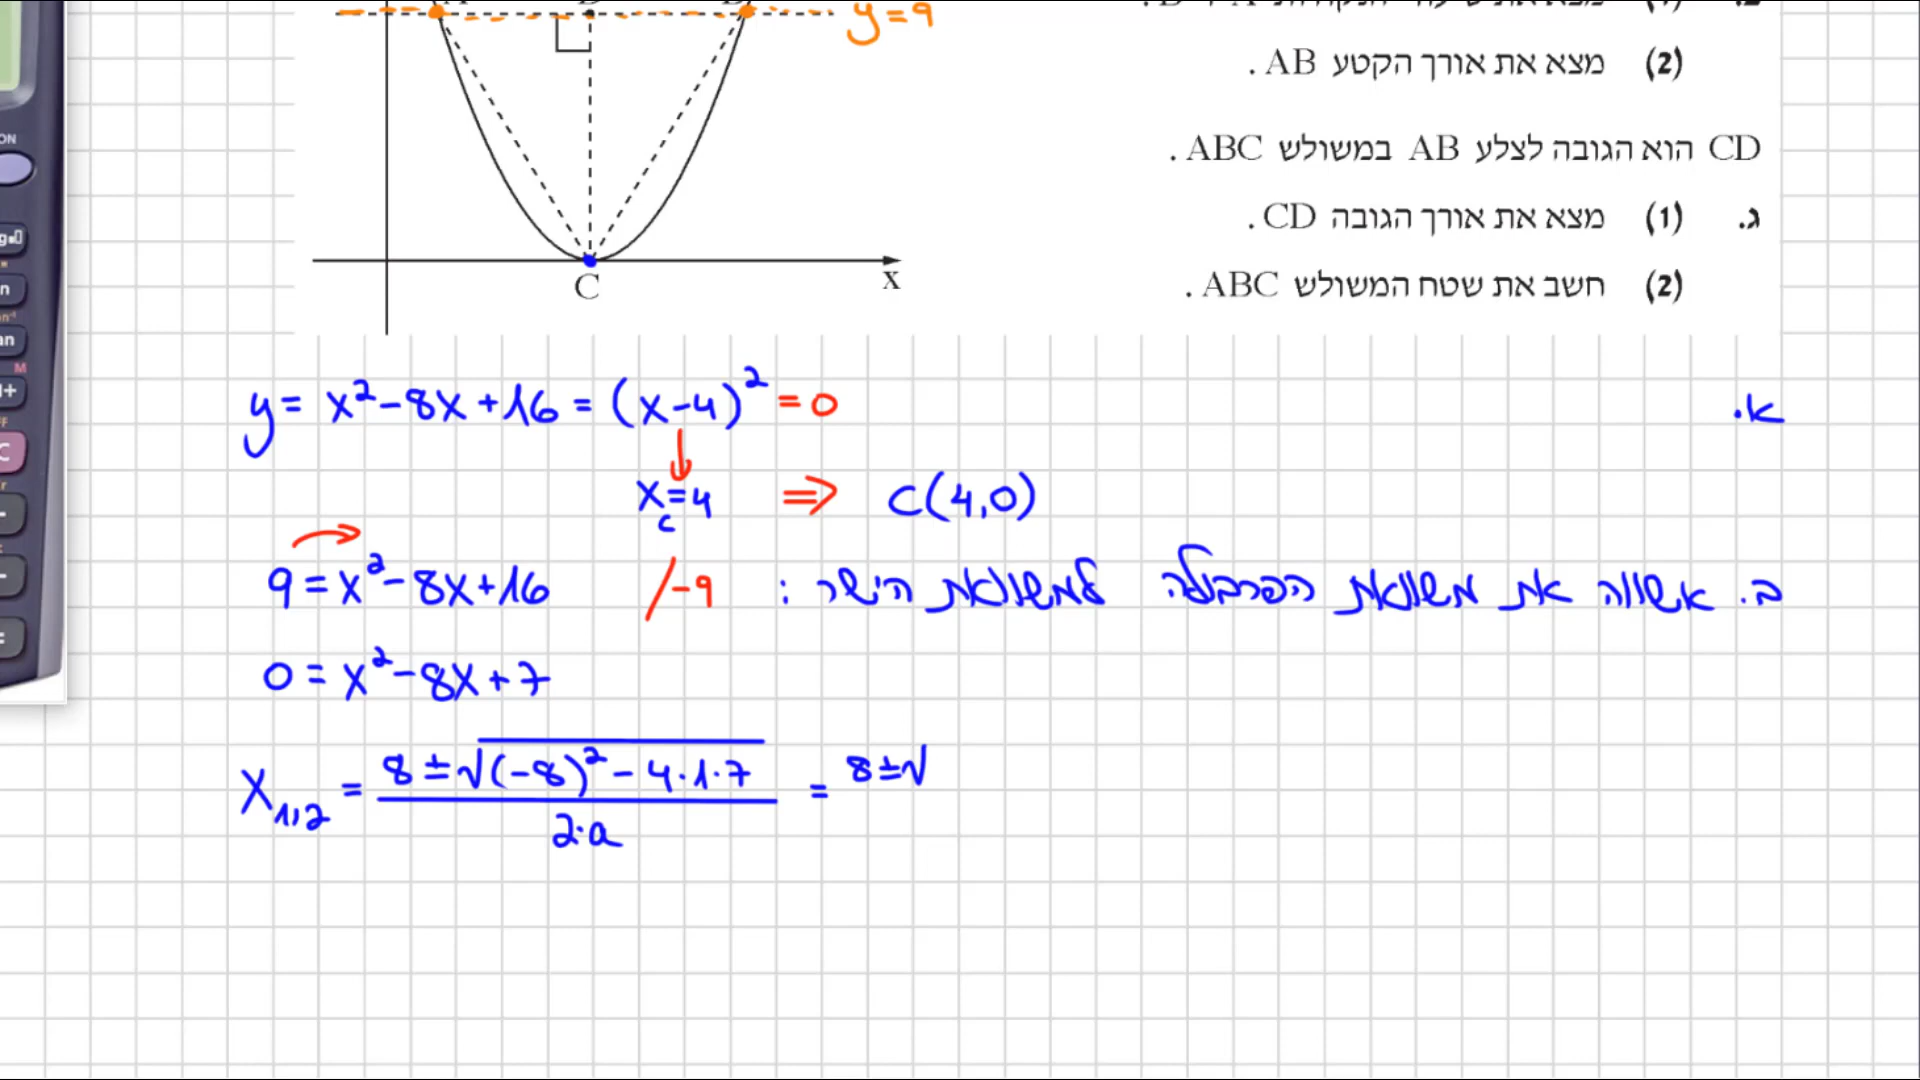 y=9
(2) מצא את אורך הקטע AB .
CD הוא הגובה לצלע AB במשולש ABC .
ג. (1) מצא את אורך הגובה CD .
(2) חשב את שטח המשולש ABC .
C
x
א.
y = x² - 8x + 16 = (x-4)² = 0
x_c = 4 ⇒ C(4,0)
ב. אשווה את משוואת הפרבולה למשוואת הישר :
9 = x² - 8x + 16 /-9
0 = x² - 8x + 7
X₁,₂ = (8 ± √((-8)² - 4·1·7)) / (2·a) = 8 ± √